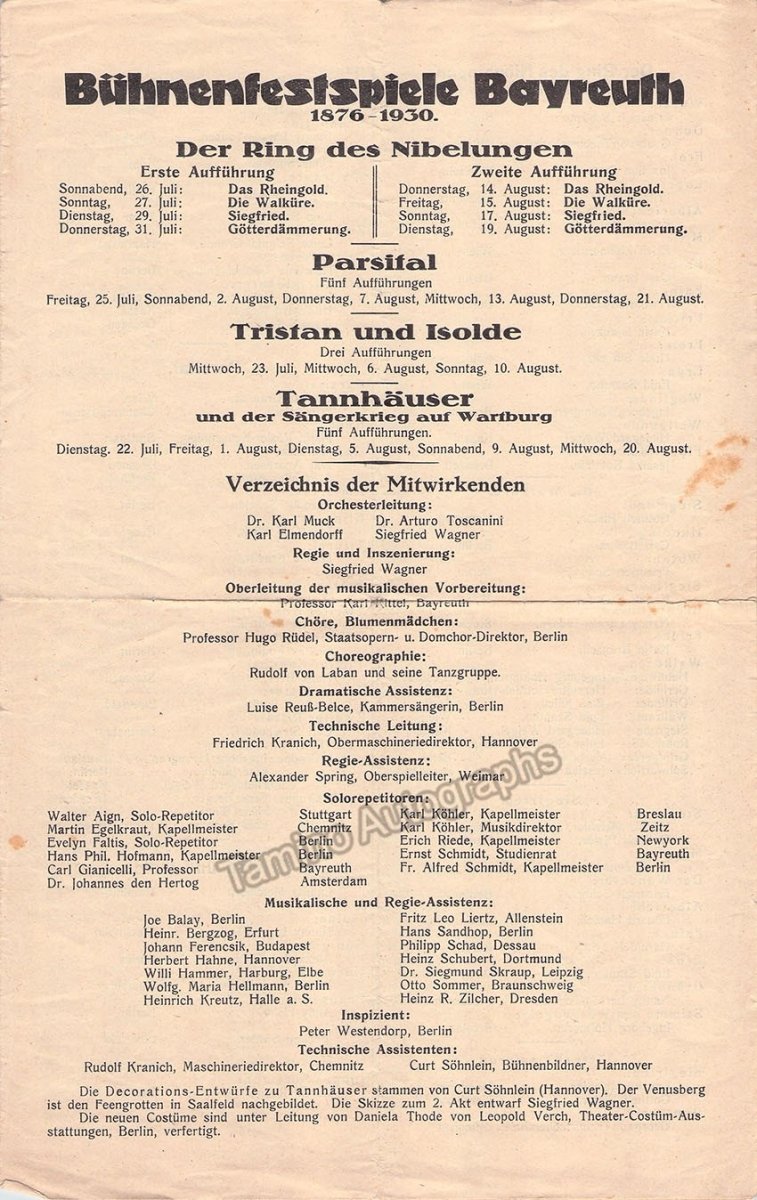 Bühnenfestspiele Bayreuth
1876-1930.
Der Ring des Nibelungen
Erste Aufführung
Sonnabend, 26. Juli: Das Rheingold.
Sonntag, 27. Juli: Die Walküre.
Dienstag, 29. Juli: Siegfried.
Donnerstag, 31. Juli: Götterdämmerung.
Zweite Aufführung
Donnerstag, 14. August: Das Rheingold.
Freitag, 15. August: Die Walküre.
Sonntag, 17. August: Siegfried.
Dienstag, 19. August: Götterdämmerung.
Parsifal
Fünf Aufführungen
Freitag, 25. Juli, Sonnabend, 2. August, Donnerstag, 7. August, Mittwoch, 13. August, Donnerstag, 21. August.
Tristan und Isolde
Drei Aufführungen
Mittwoch, 23. Juli, Mittwoch, 6. August, Sonntag, 10. August.
Tannhäuser
und der Sängerkrieg auf Wartburg
Fünf Aufführungen.
Dienstag. 22. Juli, Freitag, 1. August, Dienstag, 5. August, Sonnabend, 9. August, Mittwoch, 20. August.
Verzeichnis der Mitwirkenden
Orchesterleitung:
Dr. Karl Muck Dr. Arturo Toscanini
Karl Elmendorff Siegfried Wagner
Regie und Inszenierung:
Siegfried Wagner
Oberleitung der musikalischen Vorbereitung:
Professor Karl Kittel, Bayreuth
Chöre, Blumenmädchen:
Professor Hugo Rüdel, Staatsopern- u. Domchor-Direktor, Berlin
Choreographie:
Rudolf von Laban und seine Tanzgruppe.
Dramatische Assistenz:
Luise Reuß-Belce, Kammersängerin, Berlin
Technische Leitung:
Friedrich Kranich, Obermaschineriedirektor, Hannover
Regie-Assistenz:
Alexander Spring, Oberspielleiter, Weimar
Solorepetitoren:
Walter Aign, Solo-Repetitor Stuttgart
Martin Egelkraut, Kapellmeister Chemnitz
Evelyn Faltis, Solo-Repetitor Berlin
Hans Phil. Hofmann, Kapellmeister Berlin
Carl Gianicelli, Professor Bayreuth
Dr. Johannes den Hertog Amsterdam
Karl Köhler, Kapellmeister Breslau
Karl Köhler, Musikdirektor Zeitz
Erich Riede, Kapellmeister Newyork
Ernst Schmidt, Studienrat Bayreuth
Fr. Alfred Schmidt, Kapellmeister Berlin
Musikalische und Regie-Assistenz:
Joe Balay, Berlin
Heinr. Bergzog, Erfurt
Johann Ferencsik, Budapest
Herbert Hahne, Hannover
Willi Hammer, Harburg, Elbe
Wolfg. Maria Hellmann, Berlin
Heinrich Kreutz, Halle a. S.
Fritz Leo Liertz, Allenstein
Hans Sandhop, Berlin
Philipp Schad, Dessau
Heinz Schubert, Dortmund
Dr. Siegmund Skraup, Leipzig
Otto Sommer, Braunschweig
Heinz R. Zilcher, Dresden
Inspizient:
Peter Westendorp, Berlin
Technische Assistenten:
Rudolf Kranich, Maschineriedirektor, Chemnitz Curt Söhnlein, Bühnenbildner, Hannover
Die Decorations-Entwürfe zu Tannhäuser stammen von Curt Söhnlein (Hannover). Der Venusberg
ist den Feengrotten in Saalfeld nachgebildet. Die Skizze zum 2. Akt entwarf Siegfried Wagner.
Die neuen Costüme sind unter Leitung von Daniela Thode von Leopold Verch, Theater-Costüm-Aus-
stattungen, Berlin, verfertigt.
Tamino Autographs